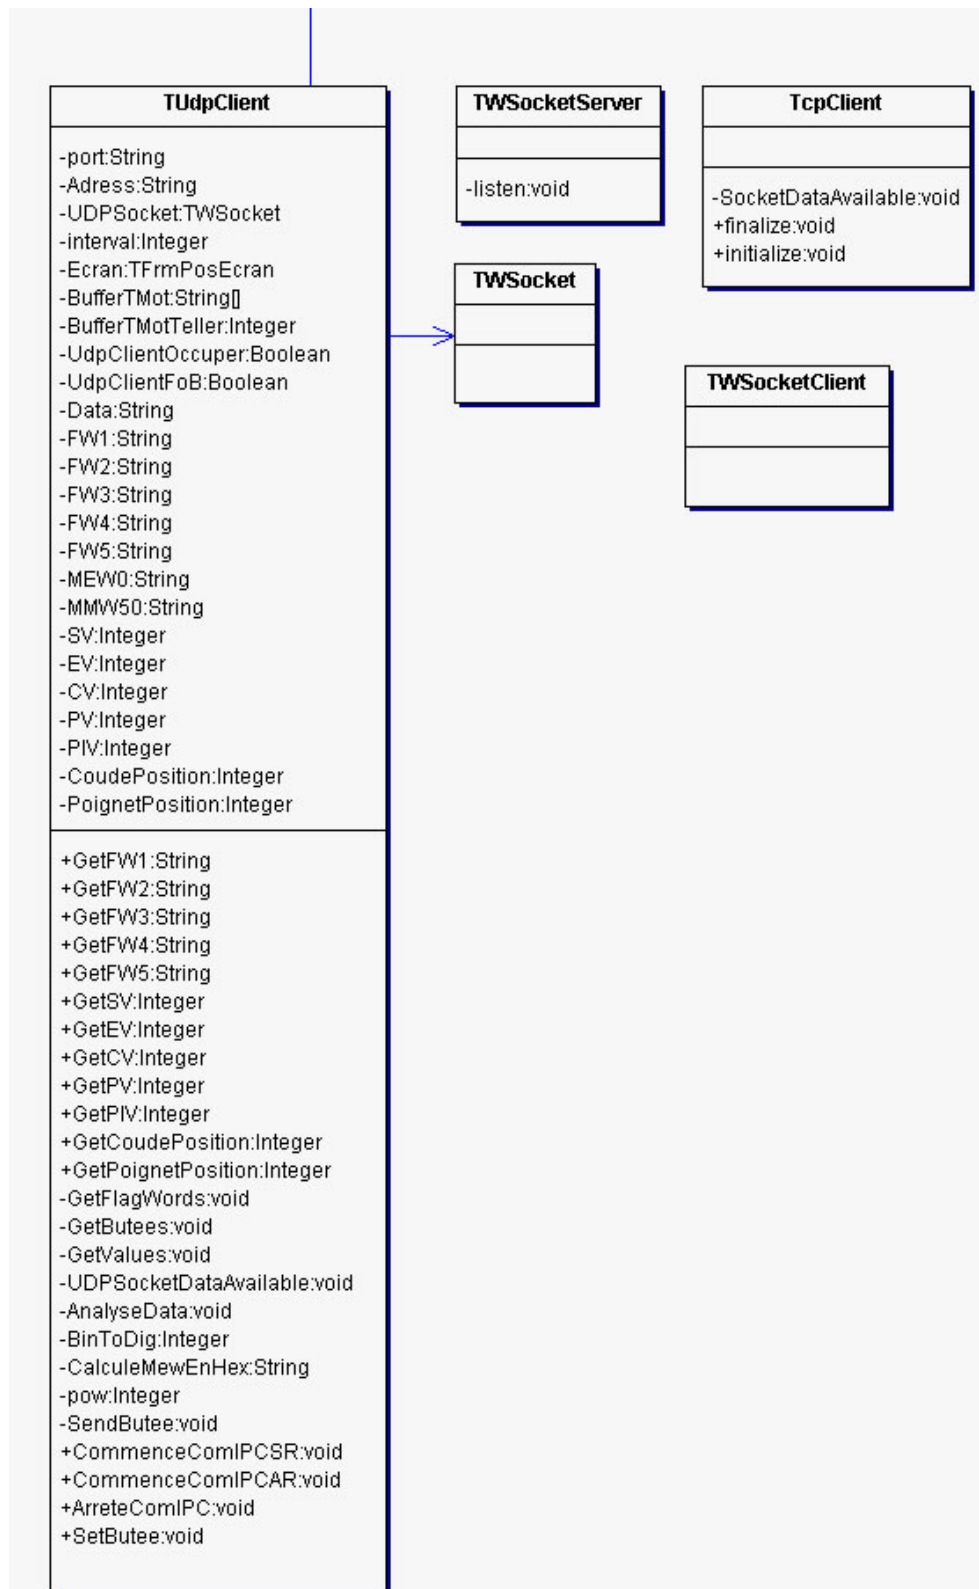 TUdpClient
-port:String
-Adress:String
-UDPSocket:TWSocket
-interval:Integer
-Ecran:TFrmPosEcran
-BufferTMot:String[]
-BufferTMotTeller:Integer
-UdpClientOccuper:Boolean
-UdpClientFoB:Boolean
-Data:String
-FW1:String
-FW2:String
-FW3:String
-FW4:String
-FW5:String
-MEW0:String
-MMW50:String
-SV:Integer
-EV:Integer
-CV:Integer
-PV:Integer
-PIV:Integer
-CoudePosition:Integer
-PoignetPosition:Integer
+GetFW1:String
+GetFW2:String
+GetFW3:String
+GetFW4:String
+GetFW5:String
+GetSV:Integer
+GetEV:Integer
+GetCV:Integer
+GetPV:Integer
+GetPIV:Integer
+GetCoudePosition:Integer
+GetPoignetPosition:Integer
-GetFlagWords:void
-GetButees:void
-GetValues:void
-UDPSocketDataAvailable:void
-AnalyseData:void
-BinToDig:Integer
-CalculeMewEnHex:String
-pow:Integer
-SendButee:void
+CommenceComIPCSR:void
+CommenceComIPCAR:void
+ArreteComIPC:void
+SetButee:void
TWSocketServer
-listen:void
TcpClient
-SocketDataAvailable:void
+finalize:void
+initialize:void
TWSocket
TWSocketClient